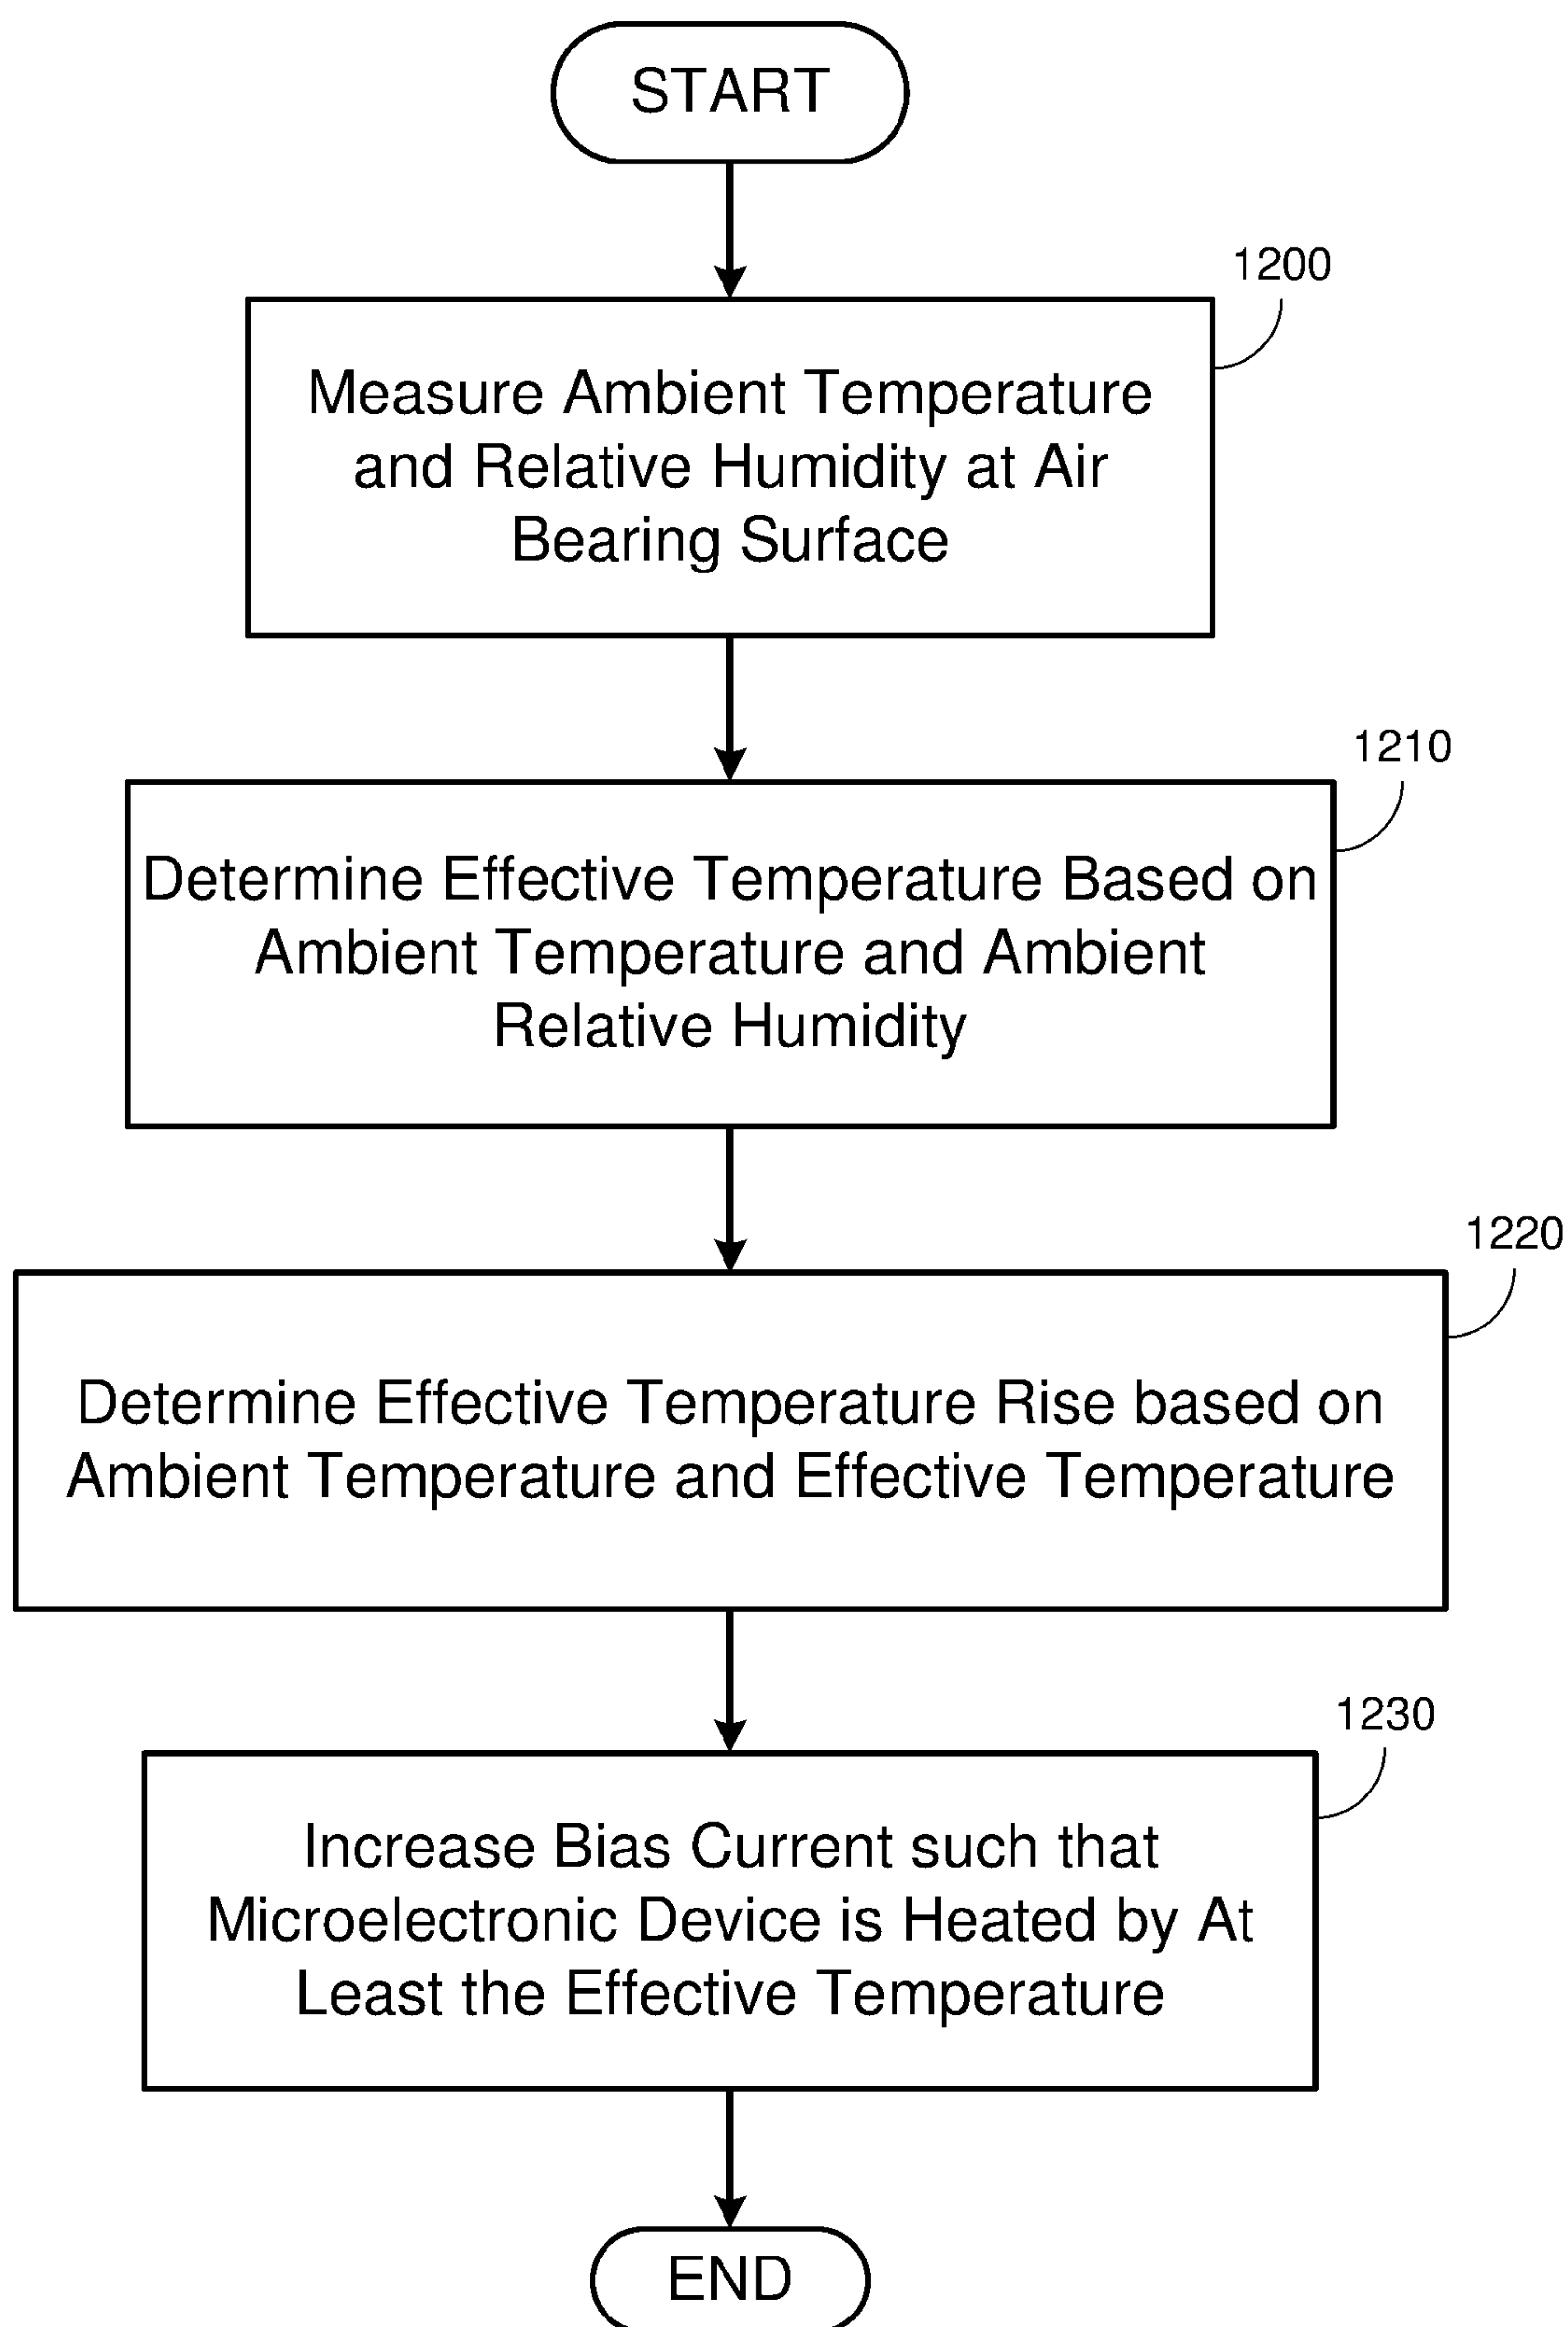 START
1200
Measure Ambient Temperature
and Relative Humidity at Air
Bearing Surface
1210
Determine Effective Temperature Based on
Ambient Temperature and Ambient
Relative Humidity
1220
Determine Effective Temperature Rise based on
Ambient Temperature and Effective Temperature
1230
Increase Bias Current such that
Microelectronic Device is Heated by At
Least the Effective Temperature
END